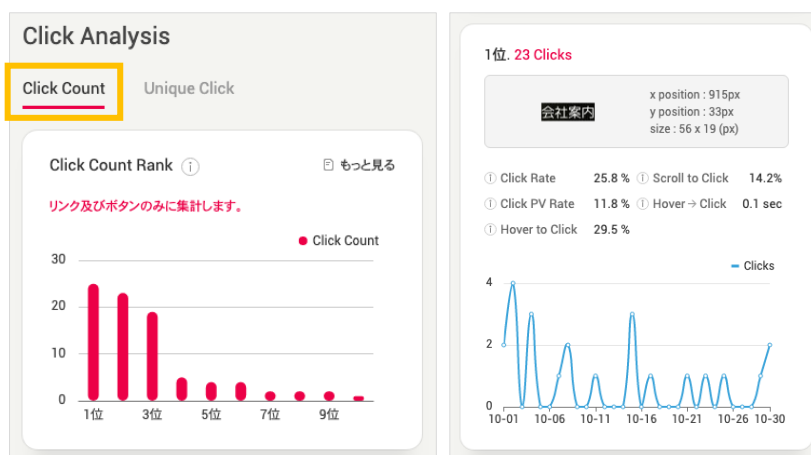 Click Analysis
Click Count
Unique Click
Click Count Rank
もっと見る
リンク及びボタンのみに集計します。
Click Count
30
20
10
0
1位 3位 5位 7位 9位
1位. 23 Clicks
会社案内
x position : 915px
y position : 33px
size : 56 x 19 (px)
Click Rate 25.8 % Scroll to Click 14.2%
Click PV Rate 11.8 % Hover → Click 0.1 sec
Hover to Click 29.5 %
Clicks
4
2
0
10-01 10-06 10-11 10-16 10-21 10-26 10-30